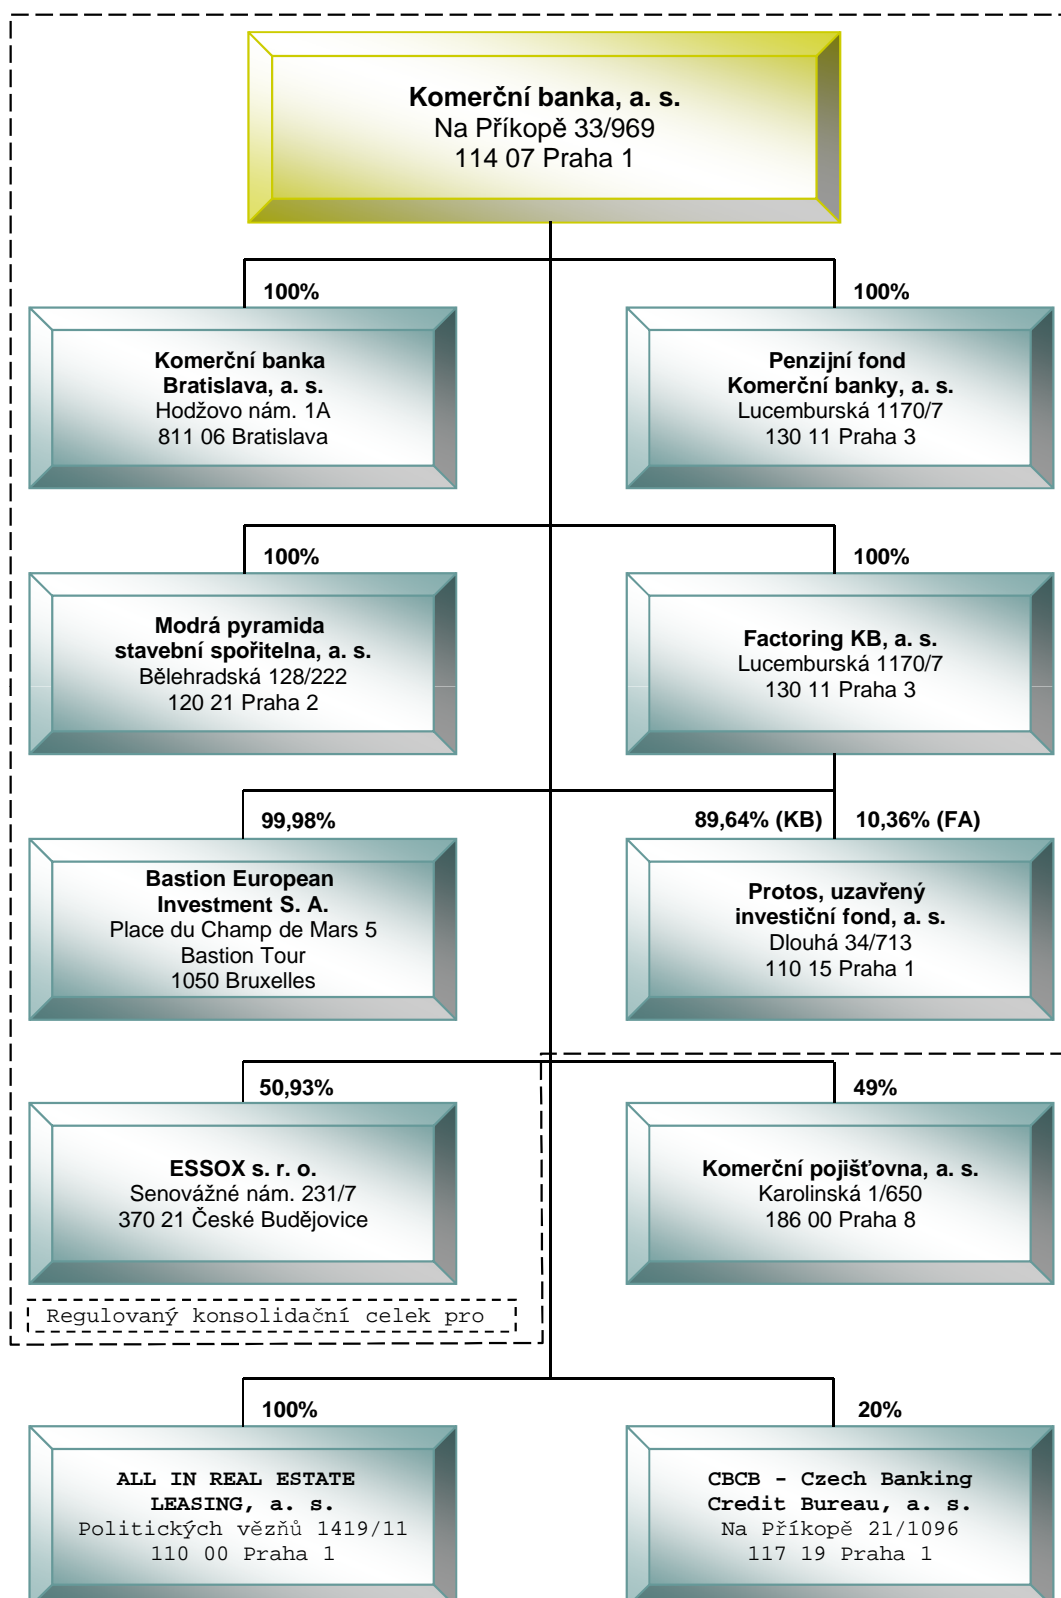 Komerční banka, a. s.
Na Příkopě 33/969
114 07 Praha 1
100%
100%
Komerční banka
Bratislava, a. s.
Hodžovo nám. 1A
811 06 Bratislava
Penzijní fond
Komerční banky, a. s.
Lucemburská 1170/7
130 11 Praha 3
100%
100%
Modrá pyramida
stavební spořitelna, a. s.
Bělehradská 128/222
120 21 Praha 2
Factoring KB, a. s.
Lucemburská 1170/7
130 11 Praha 3
99,98%
89,64% (KB) 10,36% (FA)
Bastion European
Investment S. A.
Place du Champ de Mars 5
Bastion Tour
1050 Bruxelles
Protos, uzavřený
investiční fond, a. s.
Dlouhá 34/713
110 15 Praha 1
50,93%
49%
ESSOX s. r. o.
Senovážné nám. 231/7
370 21 České Budějovice
Komerční pojišťovna, a. s.
Karolinská 1/650
186 00 Praha 8
Regulovaný konsolidační celek pro
100%
20%
ALL IN REAL ESTATE
LEASING, a. s.
Politických vězňů 1419/11
110 00 Praha 1
CBCB - Czech Banking
Credit Bureau, a. s.
Na Příkopě 21/1096
117 19 Praha 1